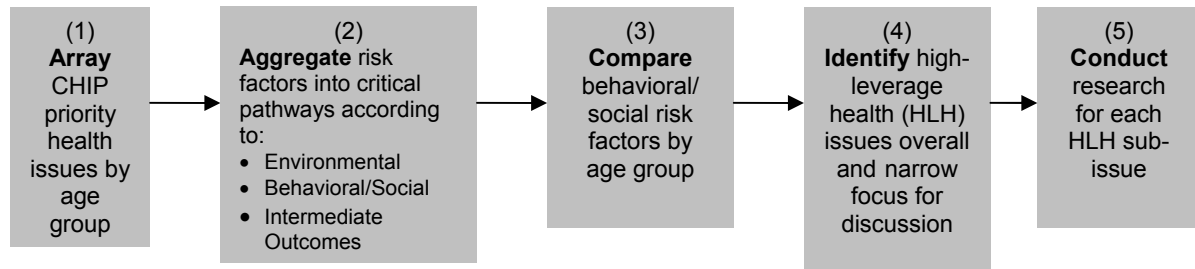 (1)
Array
CHIP
priority
health
issues by
age
group
(2)
Aggregate risk
factors into critical
pathways according
to:
• Environmental
• Behavioral/Social
• Intermediate
Outcomes
(3)
Compare
behavioral/
social risk
factors by
age group
(4)
Identify high-
leverage
health (HLH)
issues overall
and narrow
focus for
discussion
(5)
Conduct
research
for each
HLH sub-
issue